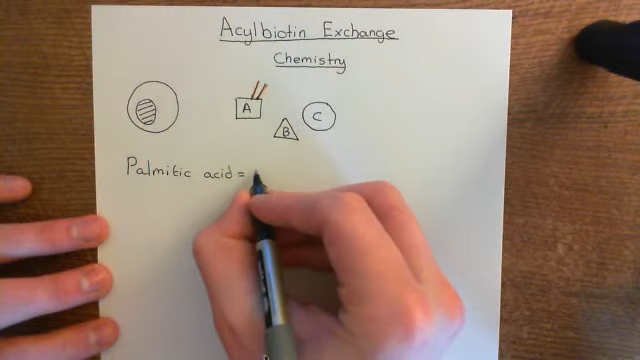 Acylbiotin Exchange
Chemistry
A
B
C
Palmitic acid =